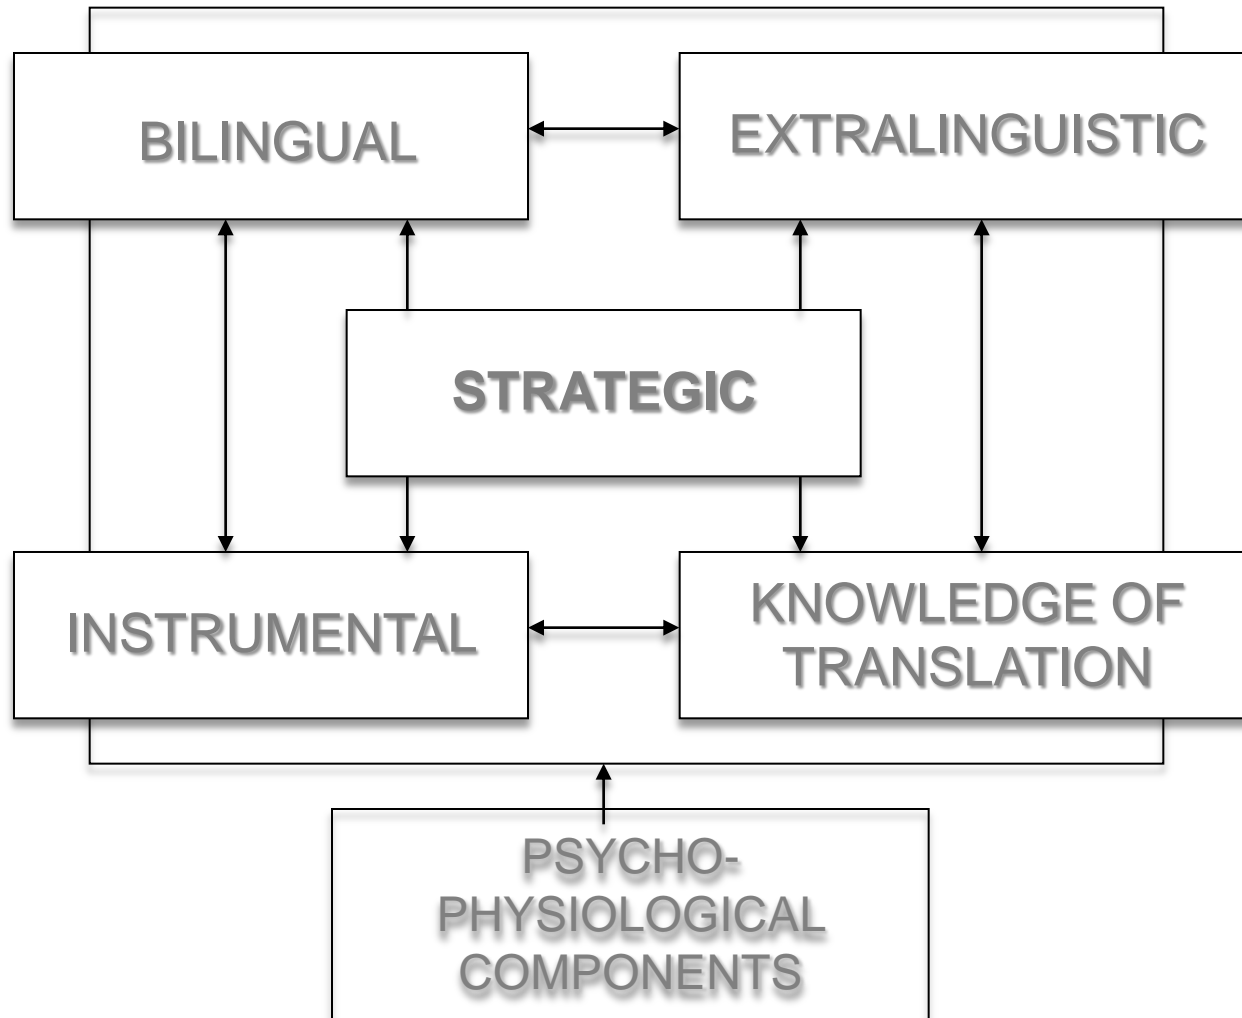 BILINGUAL
EXTRALINGUISTIC
STRATEGIC
INSTRUMENTAL
KNOWLEDGE OF
TRANSLATION
PSYCHO-
PHYSIOLOGICAL
COMPONENTS